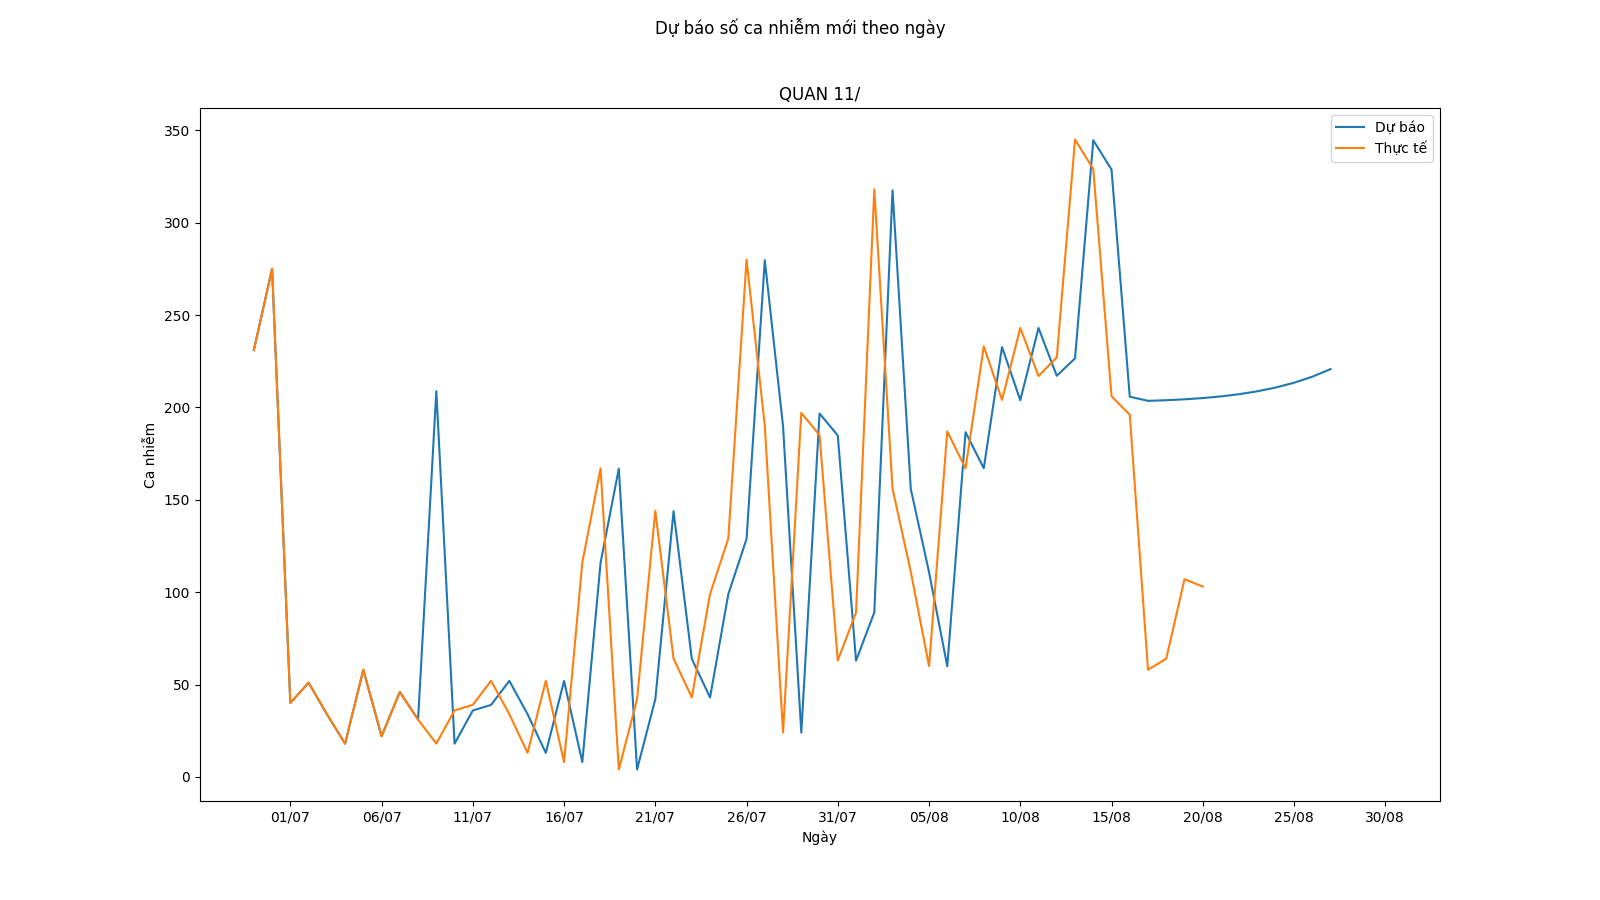 Dự báo số ca nhiễm mới theo ngày
QUAN 11/
Dự báo
Thực tế
350
300
250
200
150
100
50
0
Ca nhiễm
01/07 06/07 11/07 16/07 21/07 26/07 31/07 05/08 10/08 15/08 20/08 25/08 30/08
Ngày